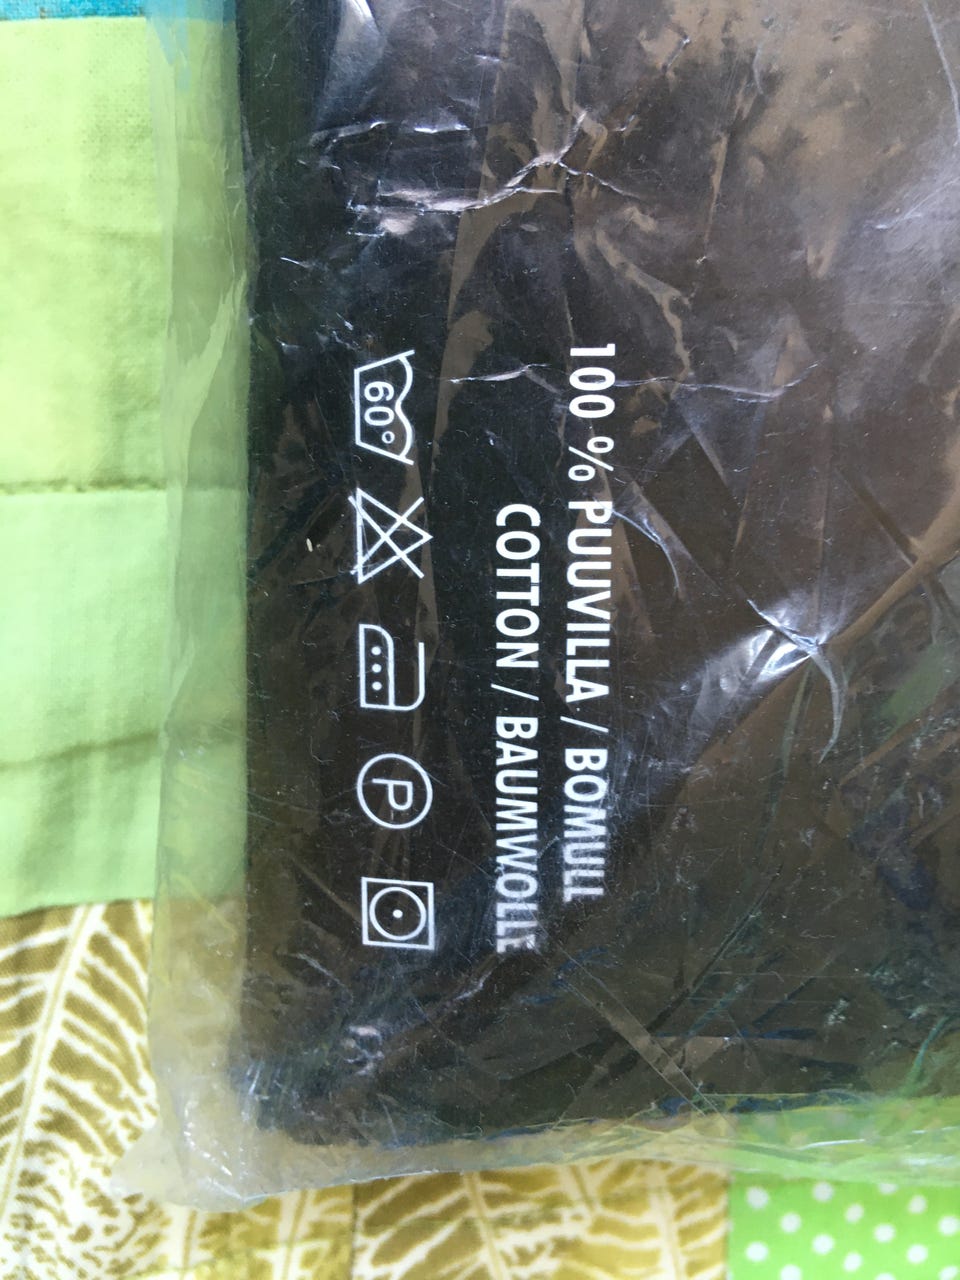 100 % PUUVILLA / BOMULL
COTTON / BAUMWOLLE
60°
P